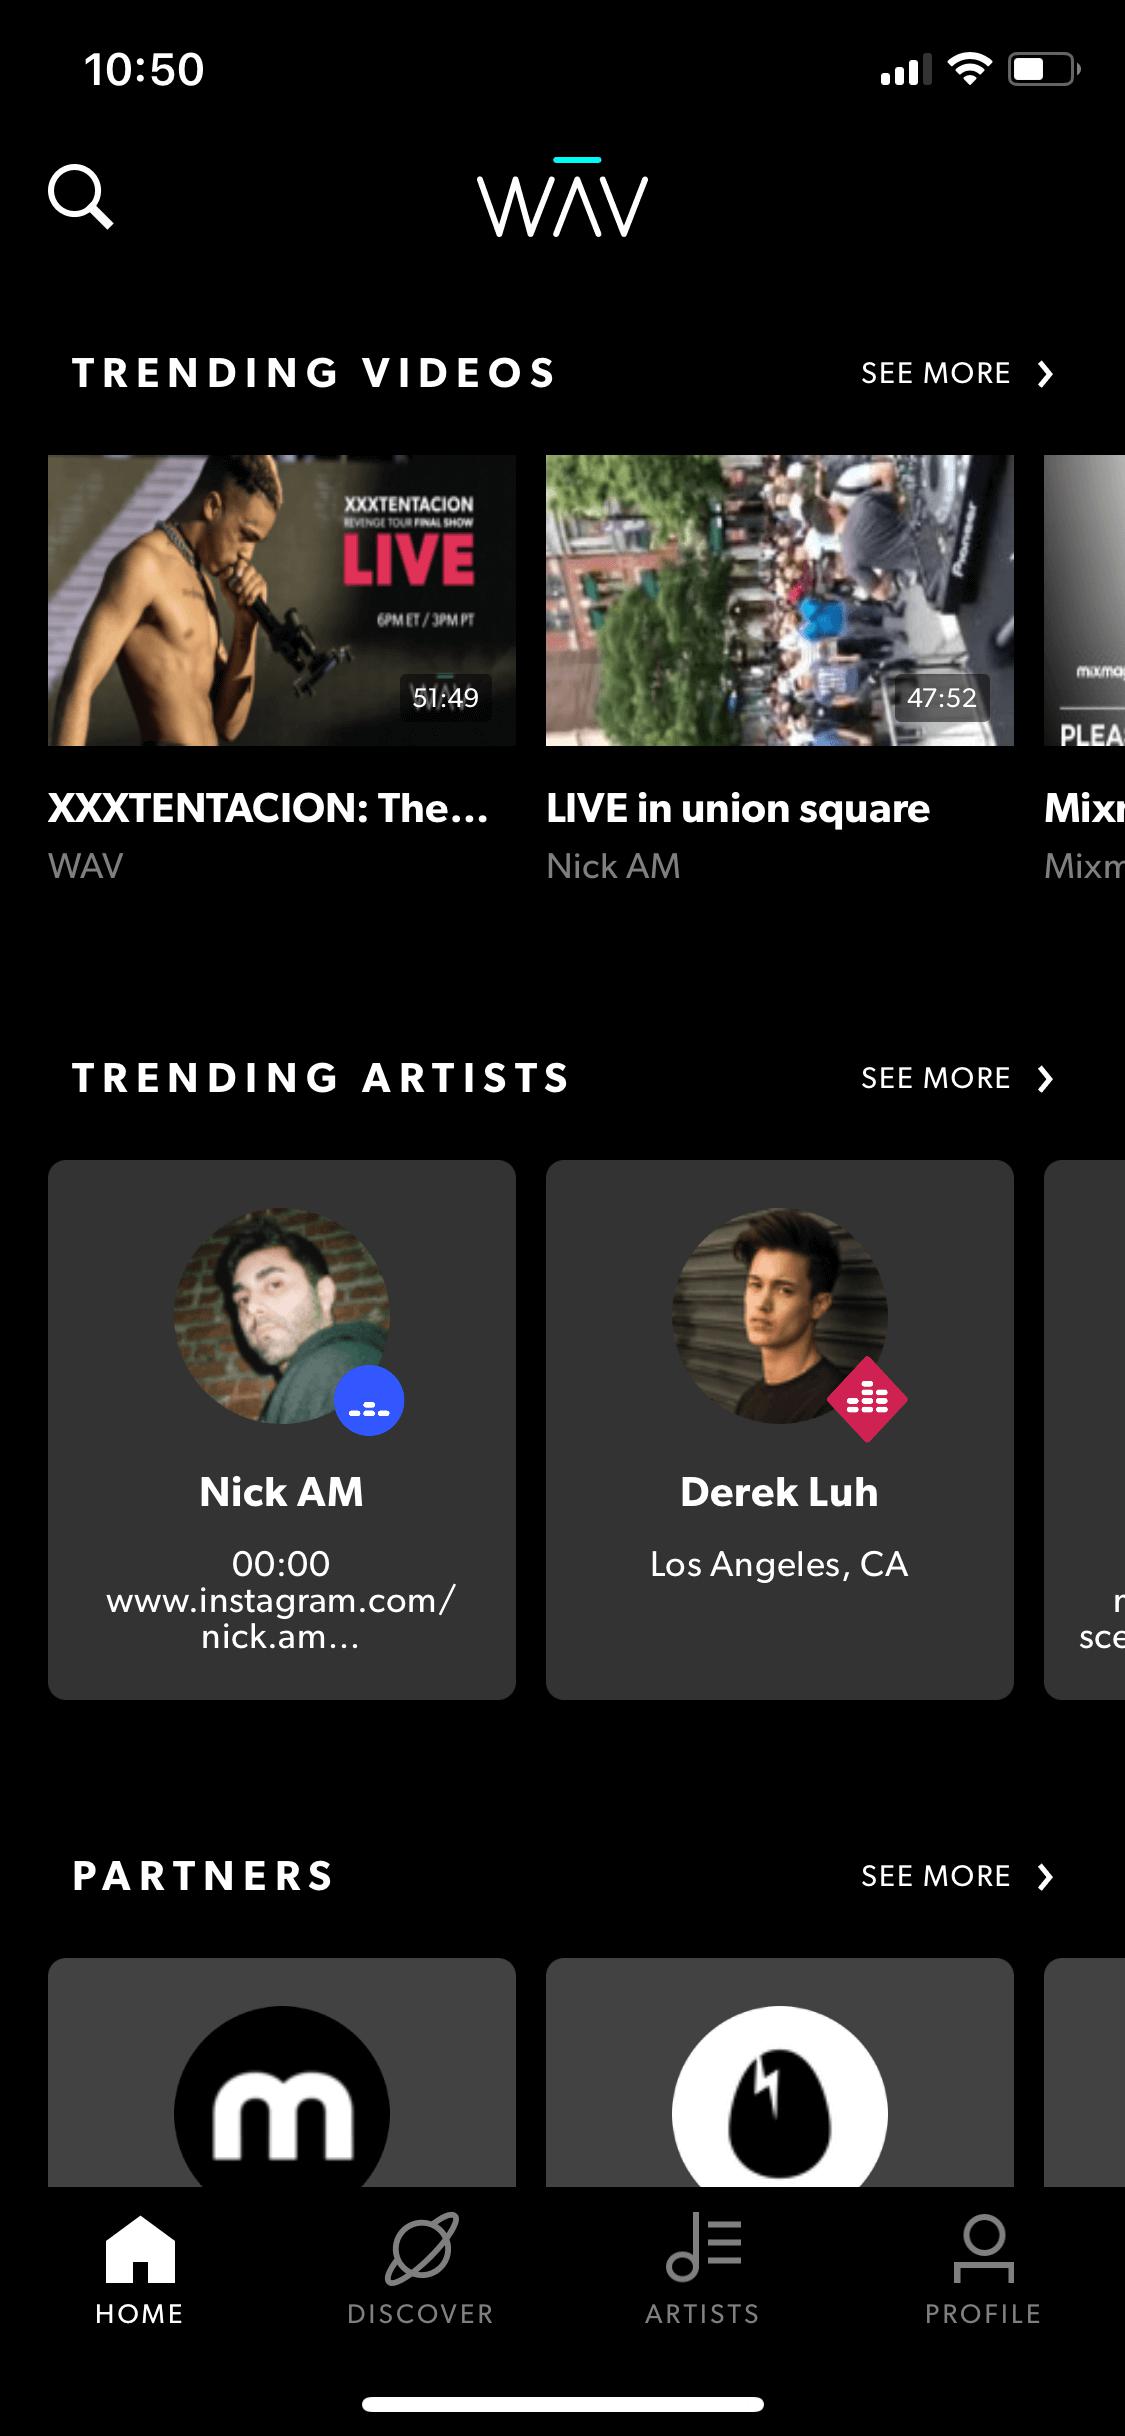 10:50
WAV
TRENDING VIDEOS
SEE MORE
XXXTENTACION
REVENGE TOUR FINAL SHOW
LIVE
6PM ET / 3PM PT
51:49
Pioneer
47:52
mixma
PLEA
XXXTENTACION: The...
WAV
LIVE in union square
Nick AM
Mixr
Mixm
TRENDING ARTISTS
SEE MORE
Nick AM
00:00
www.instagram.com/
nick.am...
Derek Luh
Los Angeles, CA
sce
PARTNERS
SEE MORE
m
HOME
DISCOVER
ARTISTS
PROFILE